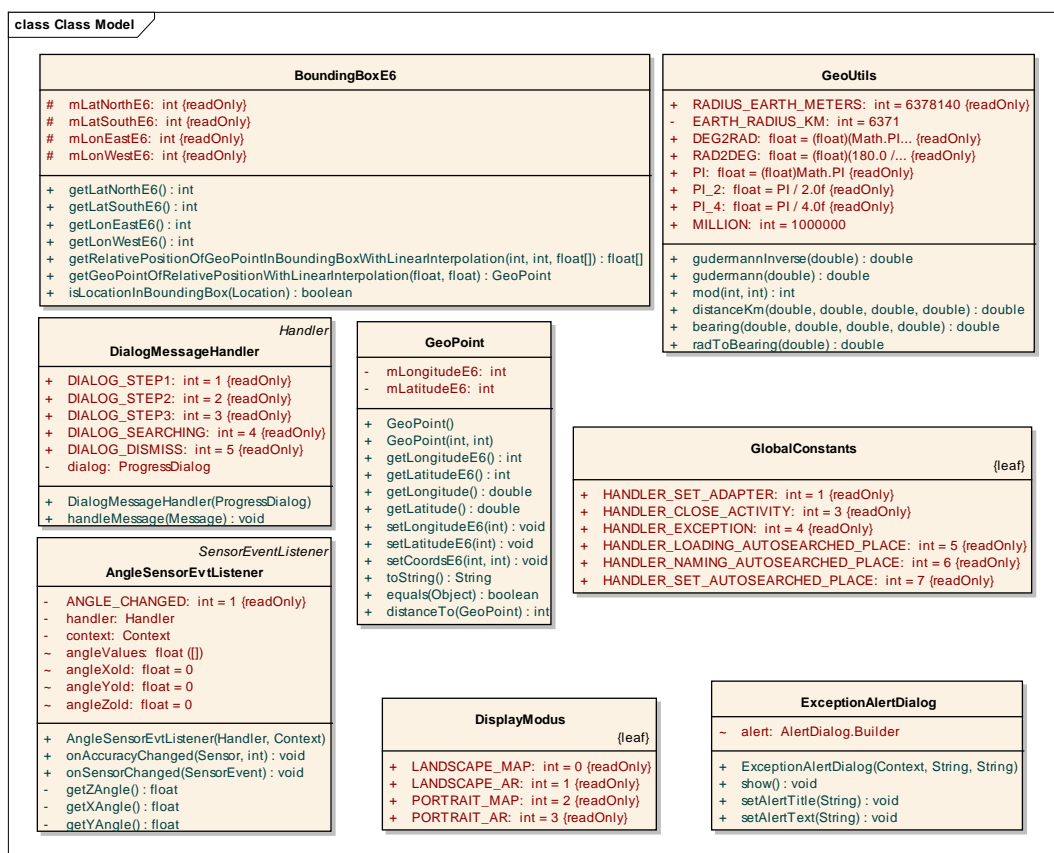 class Class Model
BoundingBoxE6
# mLatNorthE6: int {readOnly}
# mLatSouthE6: int {readOnly}
# mLonEastE6: int {readOnly}
# mLonWestE6: int {readOnly}
+ getLatNorthE6() : int
+ getLatSouthE6() : int
+ getLonEastE6() : int
+ getLonWestE6() : int
+ getRelativePositionOfGeoPointInBoundingBoxWithLinearInterpolation(int, int, float[]) : float[]
+ getGeoPointOfRelativePositionWithLinearInterpolation(float, float) : GeoPoint
+ isLocationInBoundingBox(Location) : boolean
GeoUtils
+ RADIUS_EARTH_METERS: int = 6378140 {readOnly}
- EARTH_RADIUS_KM: int = 6371
+ DEG2RAD: float = (float)(Math.PI... {readOnly}
+ RAD2DEG: float = (float)(180.0 /... {readOnly}
+ PI: float = (float)Math.PI {readOnly}
+ PI_2: float = PI / 2.0f {readOnly}
+ PI_4: float = PI / 4.0f {readOnly}
+ MILLION: int = 1000000
+ gudermannInverse(double) : double
+ gudermann(double) : double
+ mod(int, int) : int
+ distanceKm(double, double, double, double) : double
+ bearing(double, double, double, double) : double
+ radToBearing(double) : double
Handler
DialogMessageHandler
+ DIALOG_STEP1: int = 1 {readOnly}
+ DIALOG_STEP2: int = 2 {readOnly}
+ DIALOG_STEP3: int = 3 {readOnly}
+ DIALOG_SEARCHING: int = 4 {readOnly}
+ DIALOG_DISMISS: int = 5 {readOnly}
- dialog: ProgressDialog
+ DialogMessageHandler(ProgressDialog)
+ handleMessage(Message) : void
GeoPoint
- mLongitudeE6: int
- mLatitudeE6: int
+ GeoPoint()
+ GeoPoint(int, int)
+ getLongitudeE6() : int
+ getLatitudeE6() : int
+ getLongitude() : double
+ getLatitude() : double
+ setLongitudeE6(int) : void
+ setLatitudeE6(int) : void
+ setCoordsE6(int, int) : void
+ toString() : String
+ equals(Object) : boolean
+ distanceTo(GeoPoint) : int
GlobalConstants
{leaf}
+ HANDLER_SET_ADAPTER: int = 1 {readOnly}
+ HANDLER_CLOSE_ACTIVITY: int = 3 {readOnly}
+ HANDLER_EXCEPTION: int = 4 {readOnly}
+ HANDLER_LOADING_AUTOSEARCHED_PLACE: int = 5 {readOnly}
+ HANDLER_NAMING_AUTOSEARCHED_PLACE: int = 6 {readOnly}
+ HANDLER_SET_AUTOSEARCHED_PLACE: int = 7 {readOnly}
SensorEventListener
AngleSensorEvtListener
- ANGLE_CHANGED: int = 1 {readOnly}
- handler: Handler
- context: Context
~ angleValues: float ([])
~ angleXold: float = 0
~ angleYold: float = 0
~ angleZold: float = 0
+ AngleSensorEvtListener(Handler, Context)
+ onAccuracyChanged(Sensor, int) : void
+ onSensorChanged(SensorEvent) : void
- getZAngle() : float
- getXAngle() : float
- getYAngle() : float
DisplayModus
{leaf}
+ LANDSCAPE_MAP: int = 0 {readOnly}
+ LANDSCAPE_AR: int = 1 {readOnly}
+ PORTRAIT_MAP: int = 2 {readOnly}
+ PORTRAIT_AR: int = 3 {readOnly}
ExceptionAlertDialog
~ alert: AlertDialog.Builder
+ ExceptionAlertDialog(Context, String, String)
+ show() : void
+ setAlertTitle(String) : void
+ setAlertText(String) : void